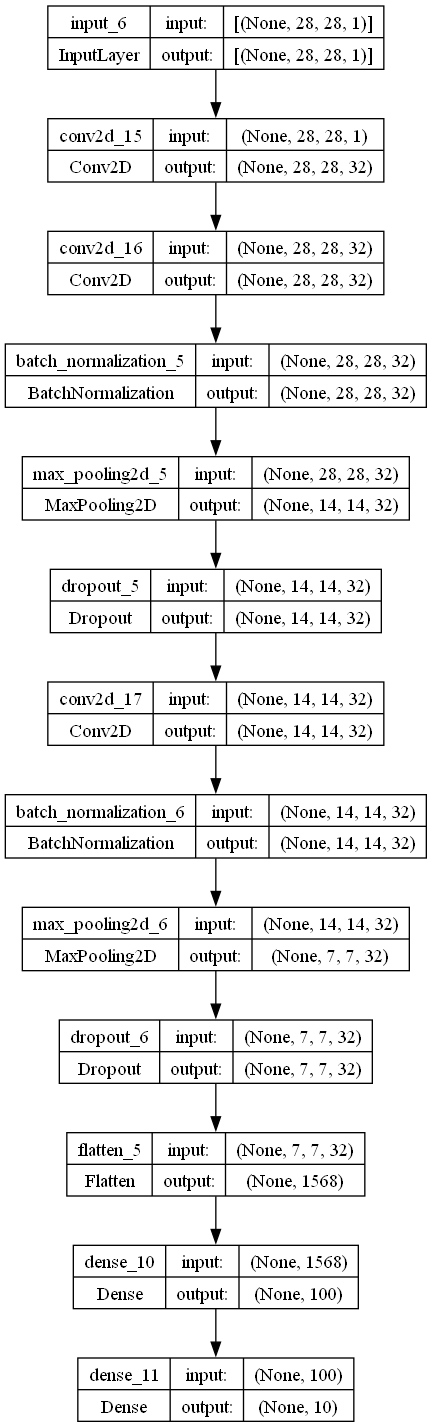 input_6 input: [(None, 28, 28, 1)]
InputLayer output: [(None, 28, 28, 1)]
conv2d_15 input: (None, 28, 28, 1)
Conv2D output: (None, 28, 28, 32)
conv2d_16 input: (None, 28, 28, 32)
Conv2D output: (None, 28, 28, 32)
batch_normalization_5 input: (None, 28, 28, 32)
BatchNormalization output: (None, 28, 28, 32)
max_pooling2d_5 input: (None, 28, 28, 32)
MaxPooling2D output: (None, 14, 14, 32)
dropout_5 input: (None, 14, 14, 32)
Dropout output: (None, 14, 14, 32)
conv2d_17 input: (None, 14, 14, 32)
Conv2D output: (None, 14, 14, 32)
batch_normalization_6 input: (None, 14, 14, 32)
BatchNormalization output: (None, 14, 14, 32)
max_pooling2d_6 input: (None, 14, 14, 32)
MaxPooling2D output: (None, 7, 7, 32)
dropout_6 input: (None, 7, 7, 32)
Dropout output: (None, 7, 7, 32)
flatten_5 input: (None, 7, 7, 32)
Flatten output: (None, 1568)
dense_10 input: (None, 1568)
Dense output: (None, 100)
dense_11 input: (None, 100)
Dense output: (None, 10)